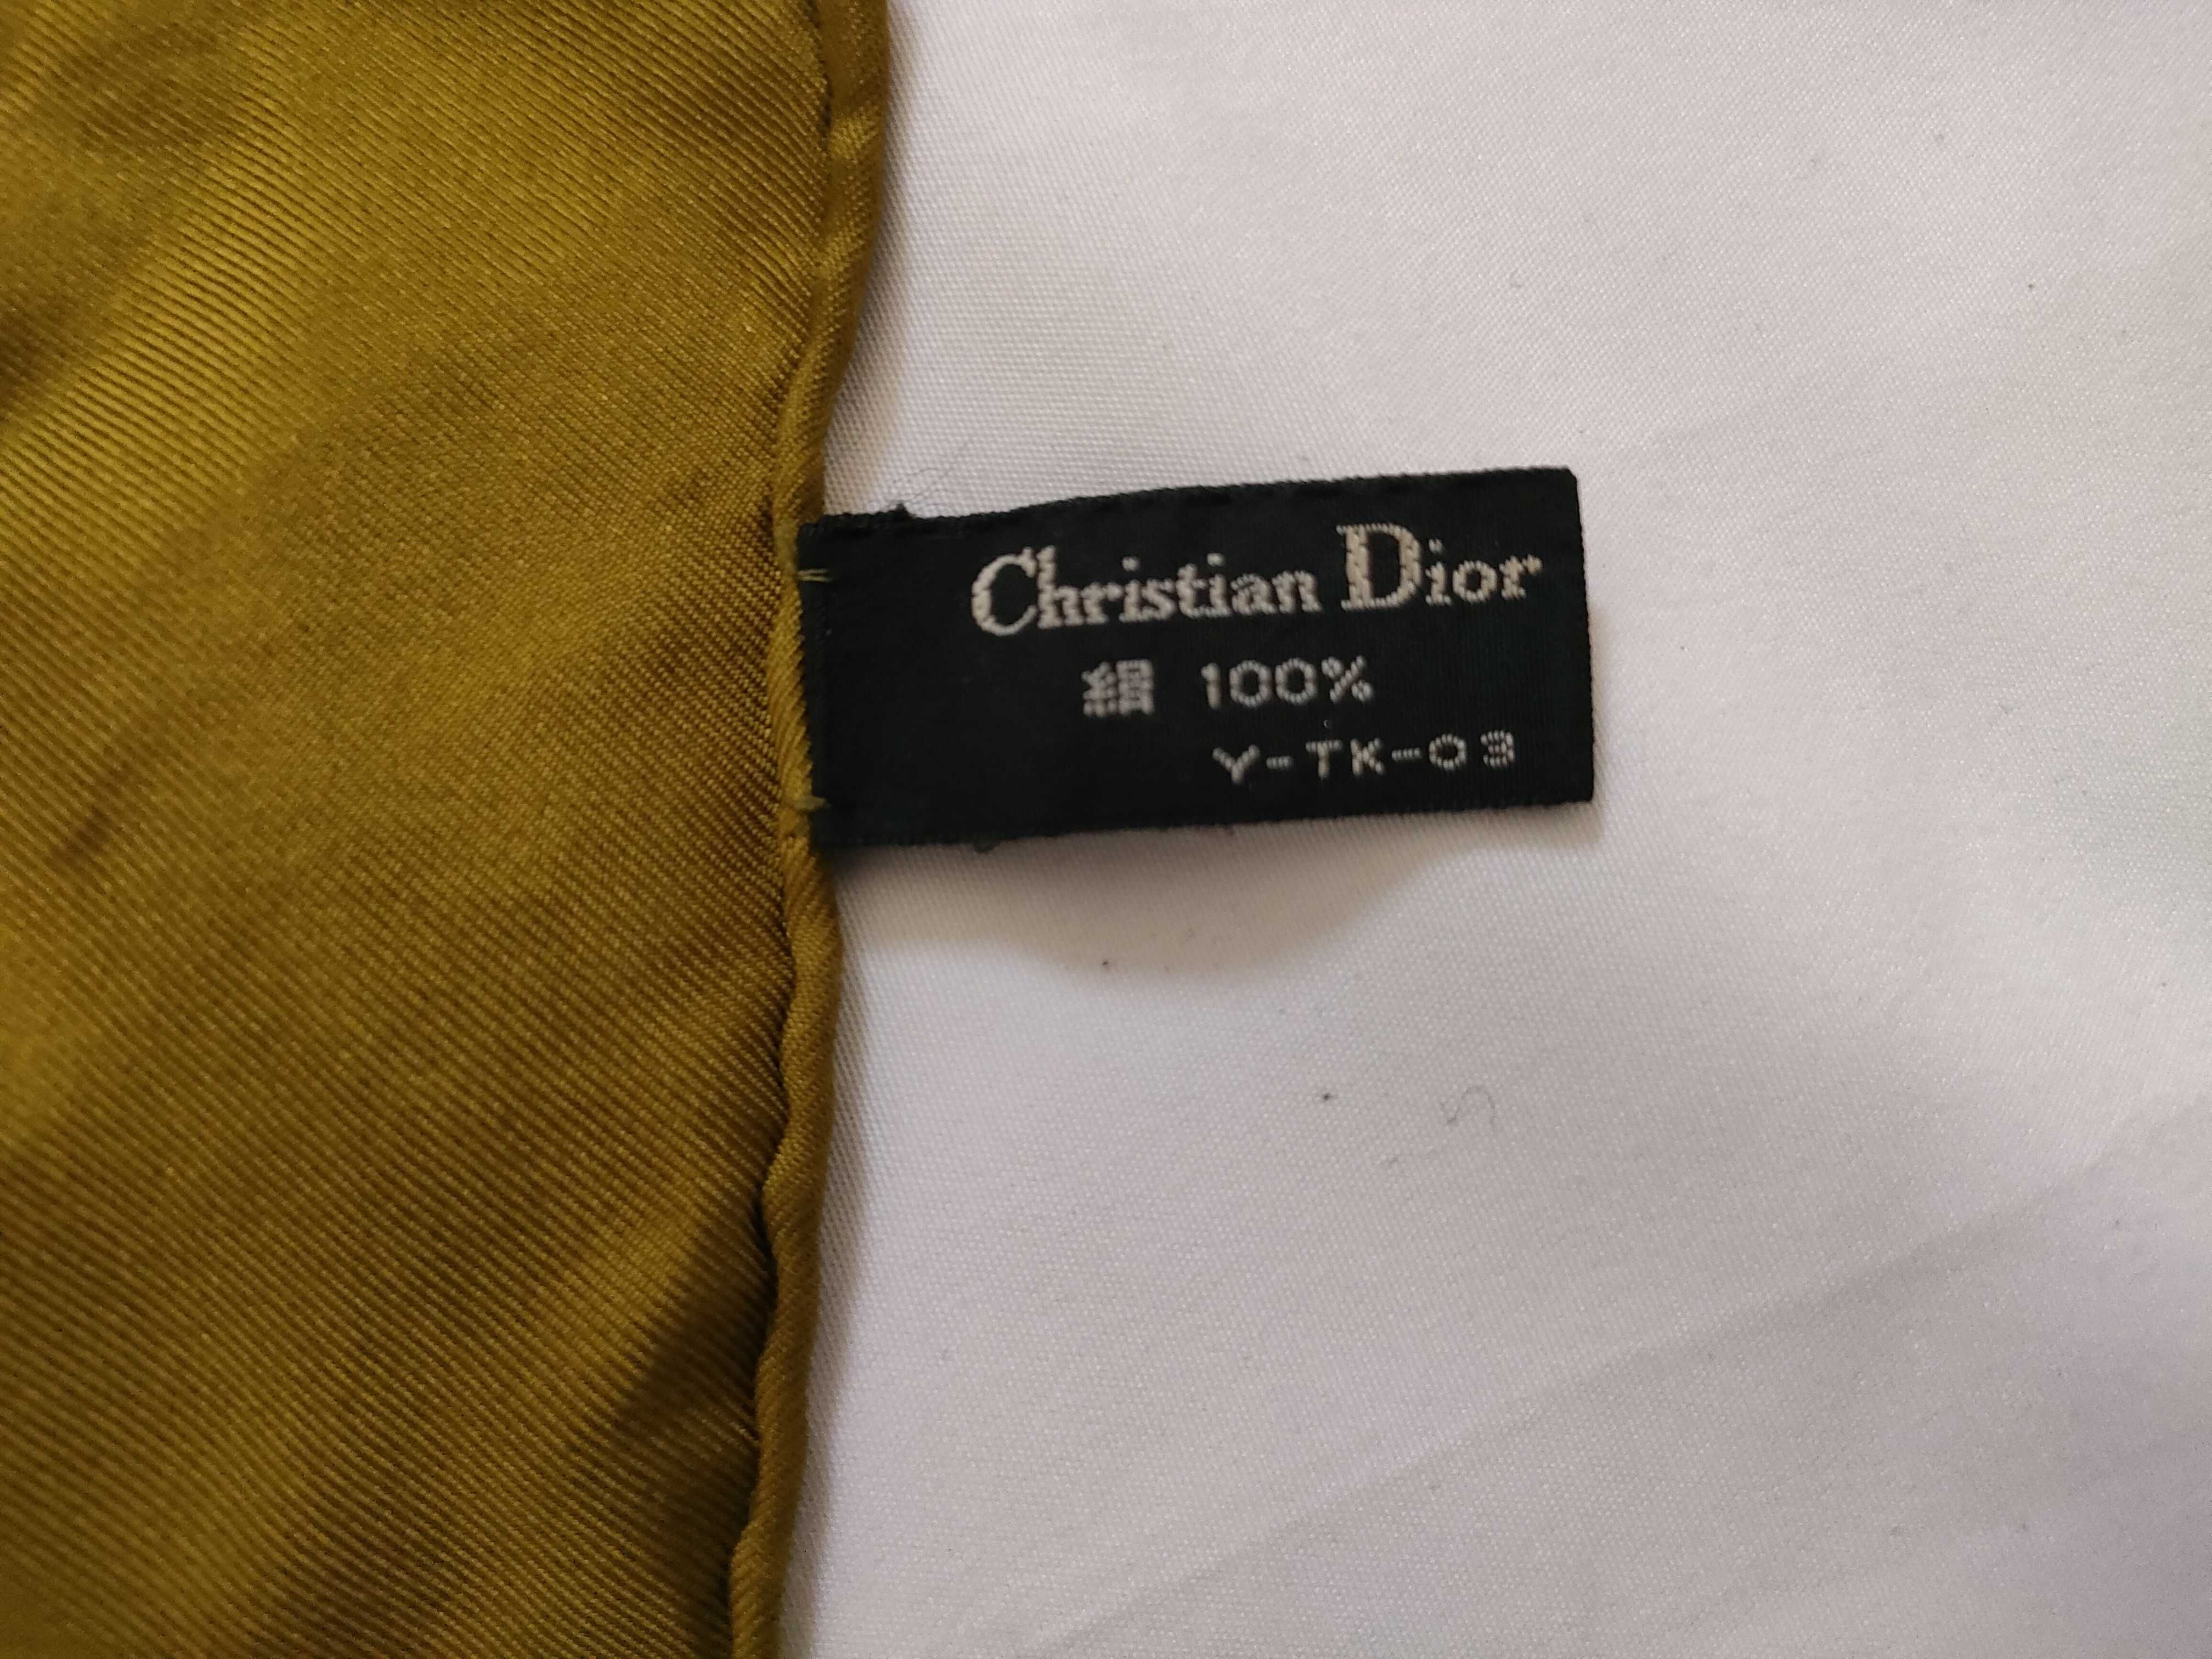 Christian Dior
絹 100%
Y-TK-03